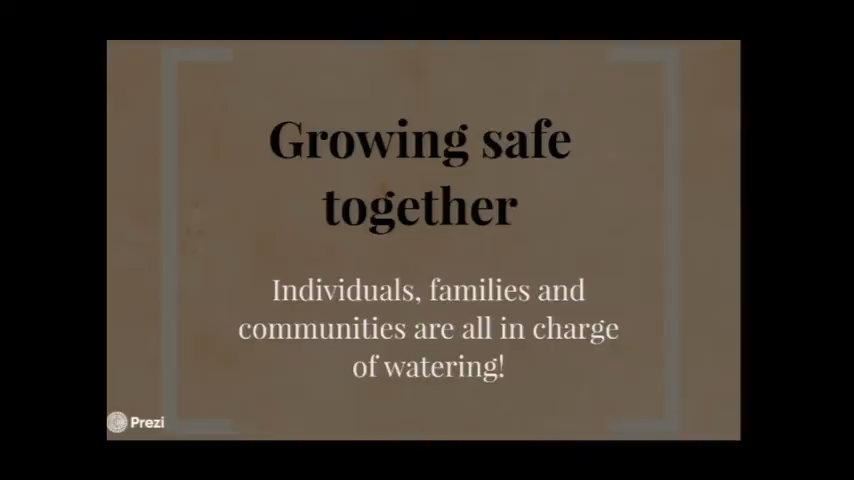 Growing safe
together
Individuals, families and
communities are all in charge
of watering!
Prezi